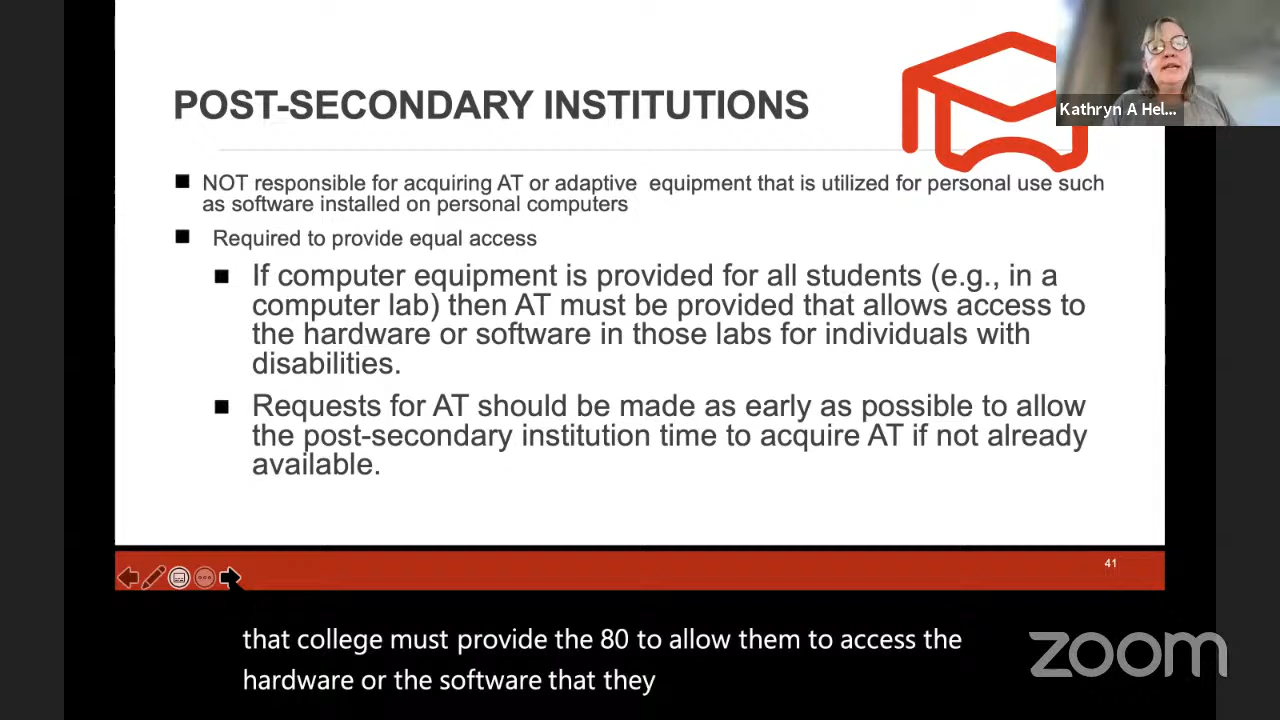 POST-SECONDARY INSTITUTIONS
Kathryn A Hel...
NOT responsible for acquiring AT or adaptive equipment that is utilized for personal use such
as software installed on personal computers
Required to provide equal access
If computer equipment is provided for all students (e.g., in a
computer lab) then AT must be provided that allows access to
the hardware or software in those labs for individuals with
disabilities.
Requests for AT should be made as early as possible to allow
the post-secondary institution time to acquire AT if not already
available.
41
that college must provide the 80 to allow them to access the
hardware or the software that they
zoom